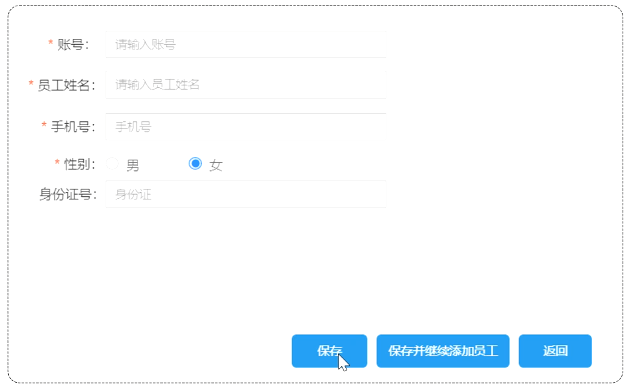 * 账号： 请输入账号
* 员工姓名： 请输入员工姓名
* 手机号： 手机号
* 性别： 男 女
身份证号： 身份证
保存 保存并继续添加员工 返回